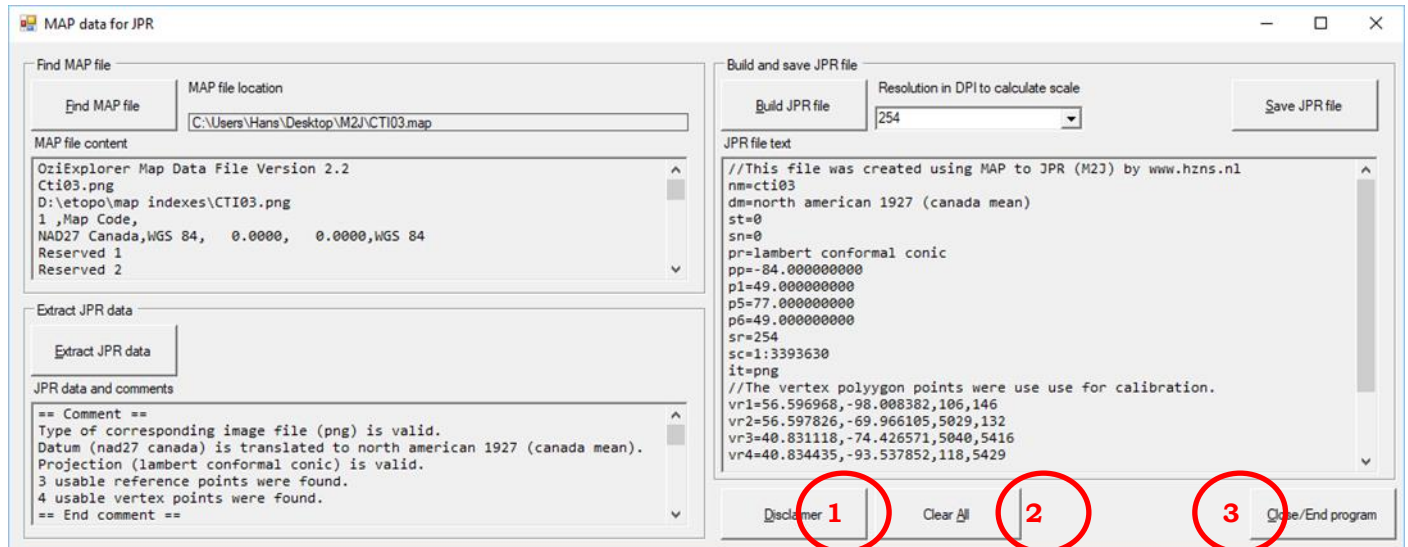 MAP data for JPR
Find MAP file
Find MAP file
MAP file location
C:\Users\Hans\Desktop\M2J\CTI03.map
MAP file content
OziExplorer Map Data File Version 2.2
Cti03.png
D:\etopo\map indexes\CTI03.png
1 ,Map Code,
NAD27 Canada,WGS 84,   0.0000,   0.0000,WGS 84
Reserved 1
Reserved 2
Extract JPR data
Extract JPR data
JPR data and comments
== Comment ==
Type of corresponding image file (png) is valid.
Datum (nad27 canada) is translated to north american 1927 (canada mean).
Projection (lambert conformal conic) is valid.
3 usable reference points were found.
4 usable vertex points were found.
== End comment ==
Build and save JPR file
Build JPR file
Resolution in DPI to calculate scale
254
Save JPR file
JPR file text
//This file was created using MAP to JPR (M2J) by www.hzns.nl
nm=cti03
dm=north american 1927 (canada mean)
st=0
sn=0
pr=lambert conformal conic
pp=-84.000000000
p1=49.000000000
p5=77.000000000
p6=49.000000000
sr=254
sc=1:3393630
it=png
//The vertex polyygon points were use use for calibration.
vr1=56.596968,-98.008382,106,146
vr2=56.597826,-69.966105,5029,132
vr3=40.831118,-74.426571,5040,5416
vr4=40.834435,-93.537852,118,5429
Disclaimer 1
Clear All 2
3 Close/End program